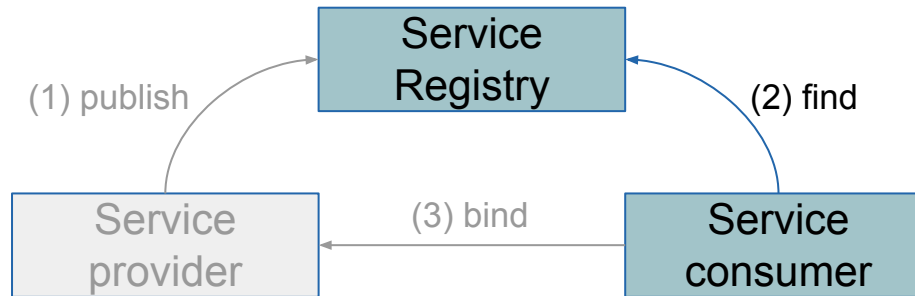 Service
Registry
(1) publish
(2) find
Service
provider
(3) bind
Service
consumer